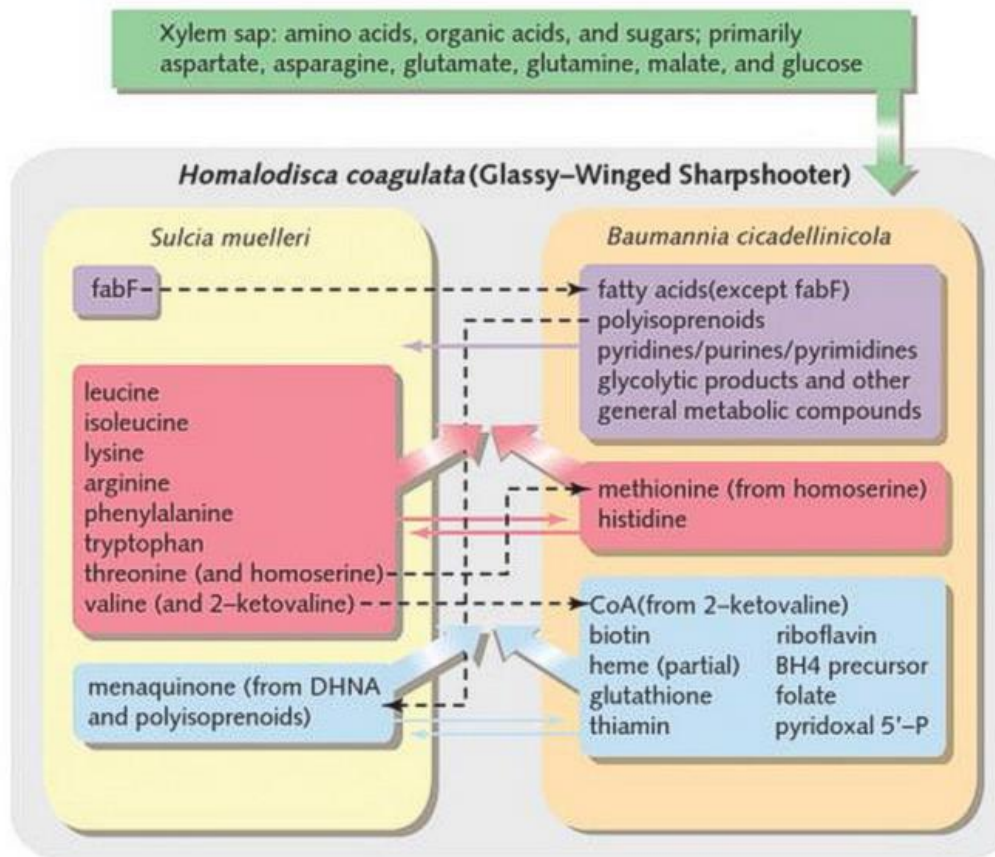 Xylem sap: amino acids, organic acids, and sugars; primarily
aspartate, asparagine, glutamate, glutamine, malate, and glucose
Homalodisca coagulata(Glassy–Winged Sharpshooter)
Sulcia muelleri
fabF
leucine
isoleucine
lysine
arginine
phenylalanine
tryptophan
threonine (and homoserine)
valine (and 2–ketovaline)
menaquinone (from DHNA
and polyisoprenoids)
Baumannia cicadellinicola
fatty acids(except fabF)
polyisoprenoids
pyridines/purines/pyrimidines
glycolytic products and other
general metabolic compounds
methionine (from homoserine)
histidine
CoA(from 2–ketovaline)
biotin riboflavin
heme (partial) BH4 precursor
glutathione folate
thiamin pyridoxal 5'–P